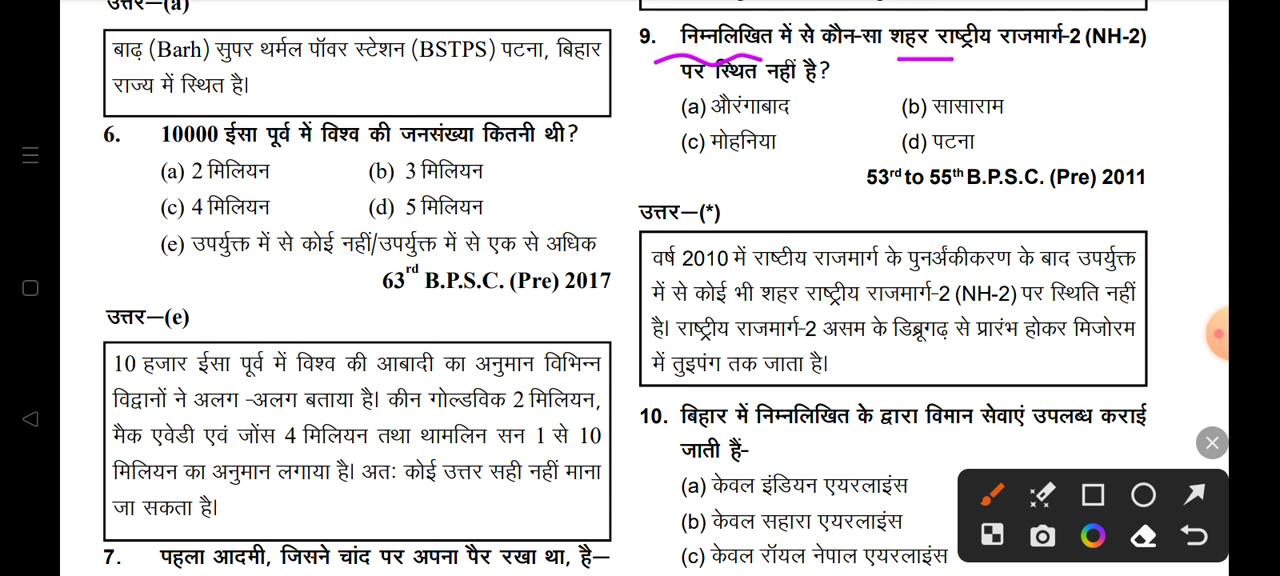 उत्तर—(a)
बाढ़ (Barh) सुपर थर्मल पॉवर स्टेशन (BSTPS) पटना, बिहार
राज्य में स्थित है।
6. 10000 ईसा पूर्व में विश्व की जनसंख्या कितनी थी?
(a) 2 मिलियन (b) 3 मिलियन
(c) 4 मिलियन (d) 5 मिलियन
(e) उपर्युक्त में से कोई नहीं/उपर्युक्त में से एक से अधिक
63rd B.P.S.C. (Pre) 2017
उत्तर—(e)
10 हजार ईसा पूर्व में विश्व की आबादी का अनुमान विभिन्न
विद्वानों ने अलग -अलग बताया है। कीन गोल्डविक 2 मिलियन,
मैक एवेडी एवं जोंस 4 मिलियन तथा थामलिन सन 1 से 10
मिलियन का अनुमान लगाया है। अतः कोई उत्तर सही नहीं माना
जा सकता है।
7. पहला आदमी, जिसने चांद पर अपना पैर रखा था, है—
9. निम्नलिखित में से कौन-सा शहर राष्ट्रीय राजमार्ग-2 (NH-2)
पर स्थित नहीं है?
(a) औरंगाबाद (b) सासाराम
(c) मोहनिया (d) पटना
53rd to 55th B.P.S.C. (Pre) 2011
उत्तर—(*)
वर्ष 2010 में राष्टीय राजमार्ग के पुनर्अंकीकरण के बाद उपर्युक्त
में से कोई भी शहर राष्ट्रीय राजमार्ग-2 (NH-2) पर स्थिति नहीं
है। राष्ट्रीय राजमार्ग-2 असम के डिब्रूगढ़ से प्रारंभ होकर मिजोरम
में तुइपंग तक जाता है।
10. बिहार में निम्नलिखित के द्वारा विमान सेवाएं उपलब्ध कराई
जाती हैं-
(a) केवल इंडियन एयरलाइंस
(b) केवल सहारा एयरलाइंस
(c) केवल रॉयल नेपाल एयरलाइंस